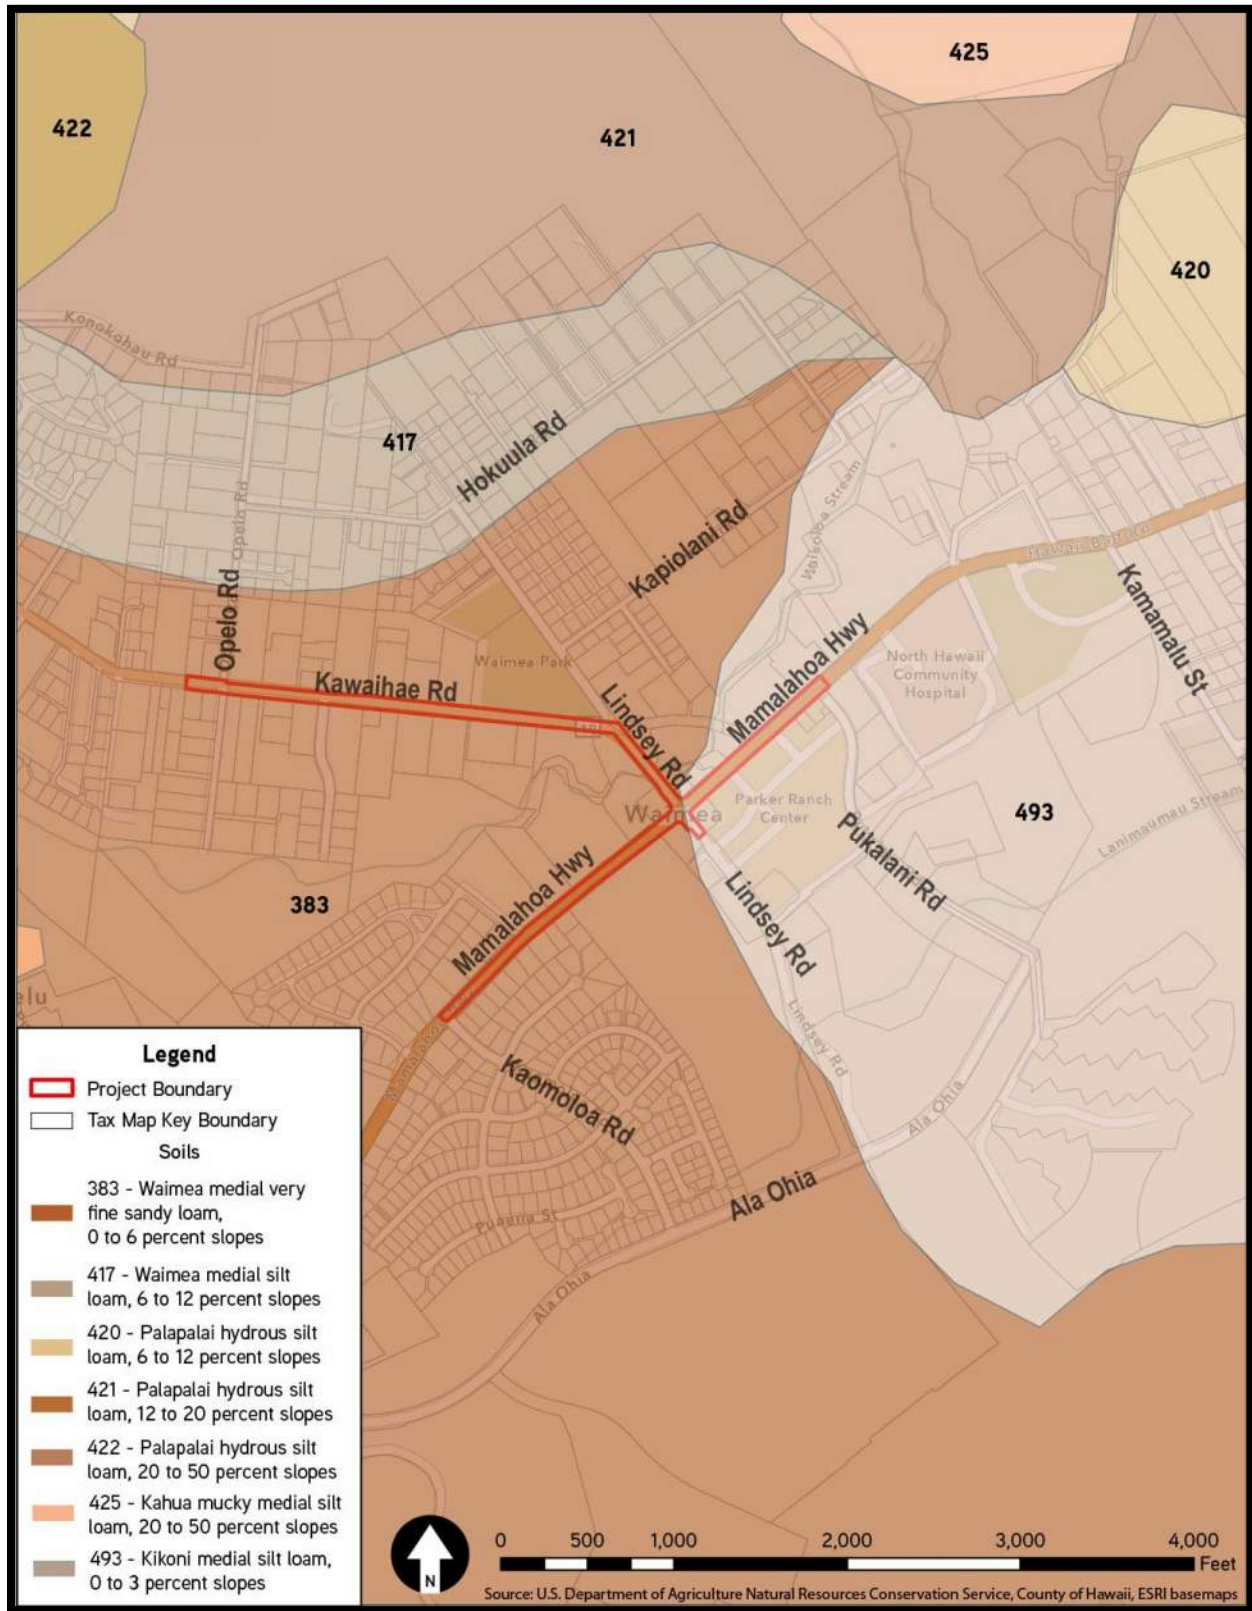 425
422
421
420
Konokohau Rd
417
Hokuula Rd
Opelo Rd
Kapiolani Rd
Waikoloa Stream
Opelo Rd
Kamamalu St
Waimea Park
Kawaihae Rd
Lindsey Rd
Mamalahoa Hwy
North Hawaii
Community
Hospital
Waimea
Parker Ranch
Center
493
Pukalani Rd
Lanimaumau Stream
383
Mamalahoa Hwy
Lindsey Rd
elu
Lindsey Rd
Kaomoloa Rd
Ala Ohia
Ala Ohia
Puaena St
Ala Ohia
Legend
Project Boundary
Tax Map Key Boundary
Soils
383 - Waimea medial very
fine sandy loam,
0 to 6 percent slopes
417 - Waimea medial silt
loam, 6 to 12 percent slopes
420 - Palapalai hydrous silt
loam, 6 to 12 percent slopes
421 - Palapalai hydrous silt
loam, 12 to 20 percent slopes
422 - Palapalai hydrous silt
loam, 20 to 50 percent slopes
425 - Kahua mucky medial silt
loam, 20 to 50 percent slopes
493 - Kikoni medial silt loam,
0 to 3 percent slopes
N
0 500 1,000 2,000 3,000 4,000
Feet
Source: U.S. Department of Agriculture Natural Resources Conservation Service, County of Hawaii, ESRI basemaps